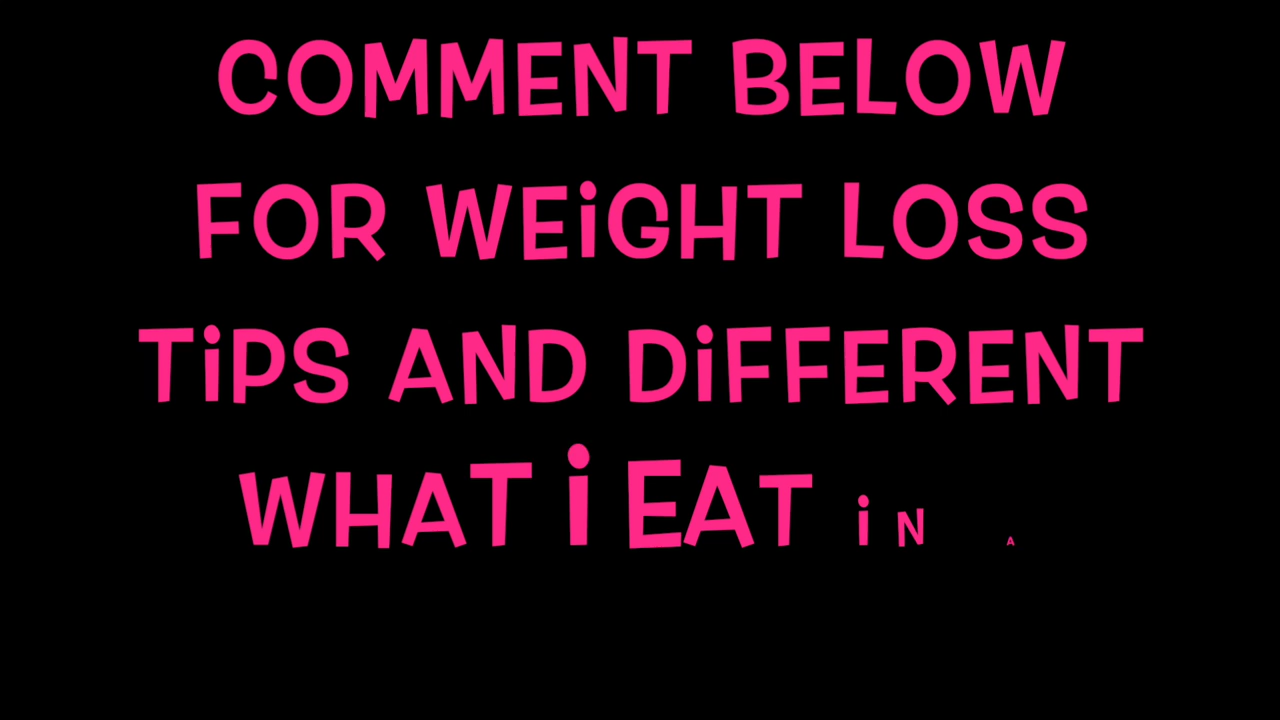 COMMENT BELOW
FOR WEiGHT LOSS
TiPS AND DiFFERENT
WHAT i EAT iN A